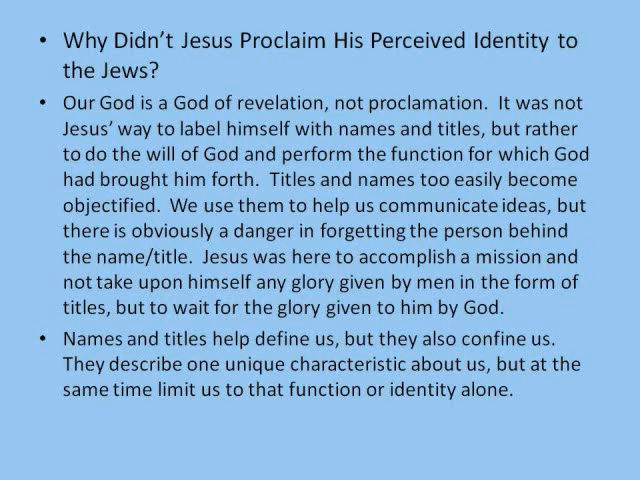 • Why Didn't Jesus Proclaim His Perceived Identity to
the Jews?
• Our God is a God of revelation, not proclamation.  It was not
Jesus' way to label himself with names and titles, but rather
to do the will of God and perform the function for which God
had brought him forth.  Titles and names too easily become
objectified.  We use them to help us communicate ideas, but
there is obviously a danger in forgetting the person behind
the name/title.  Jesus was here to accomplish a mission and
not take upon himself any glory given by men in the form of
titles, but to wait for the glory given to him by God.
• Names and titles help define us, but they also confine us.
They describe one unique characteristic about us, but at the
same time limit us to that function or identity alone.